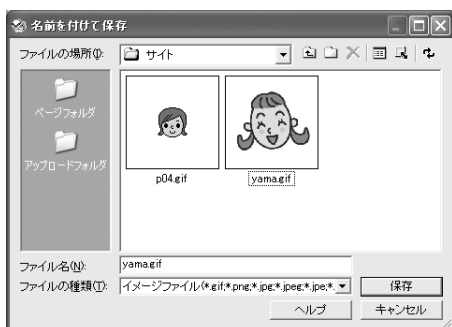 名前を付けて保存
ファイルの場所(I): サイト
ページフォルダ
アップロードフォルダ
p04.gif
yama.gif
ファイル名(N): yama.gif
ファイルの種類(T): イメージファイル(*.gif;*.png;*.jpg;*.jpeg;*.jpe;*.
保存
ヘルプ
キャンセル